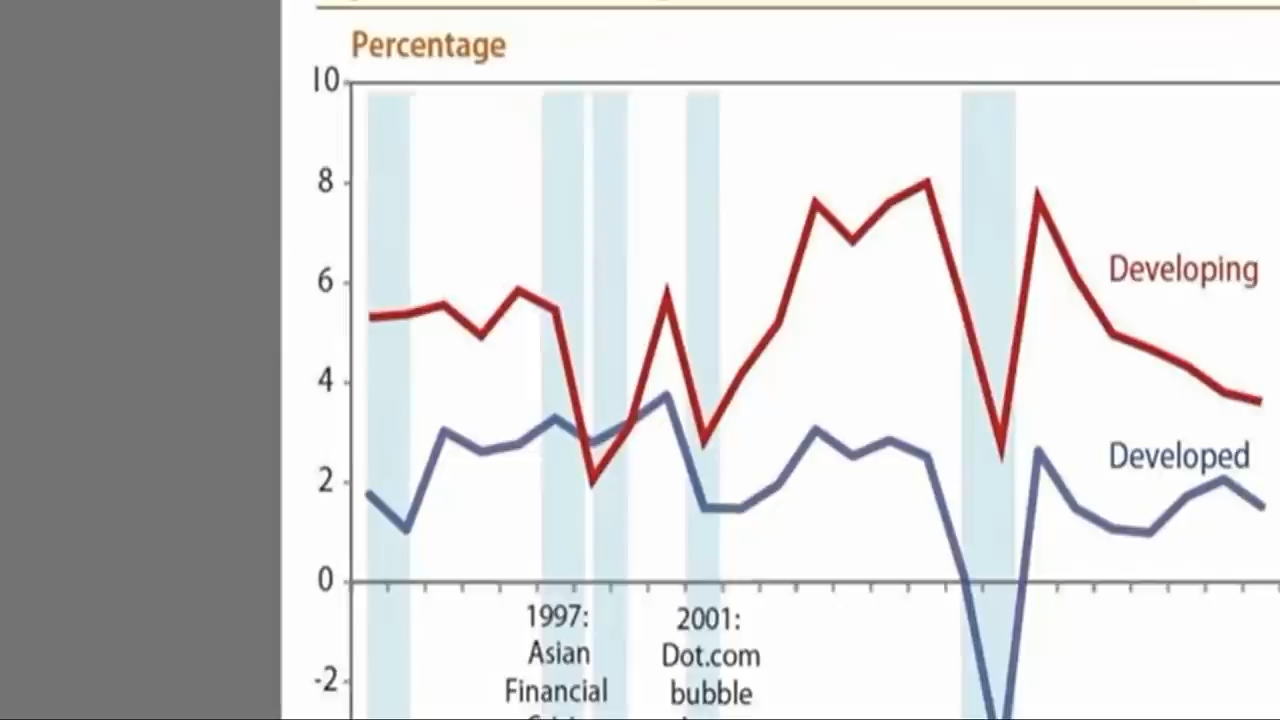 Percentage
10
8
6
4
2
0
-2
Developing
Developed
1997:
Asian
Financial
2001:
Dot.com
bubble